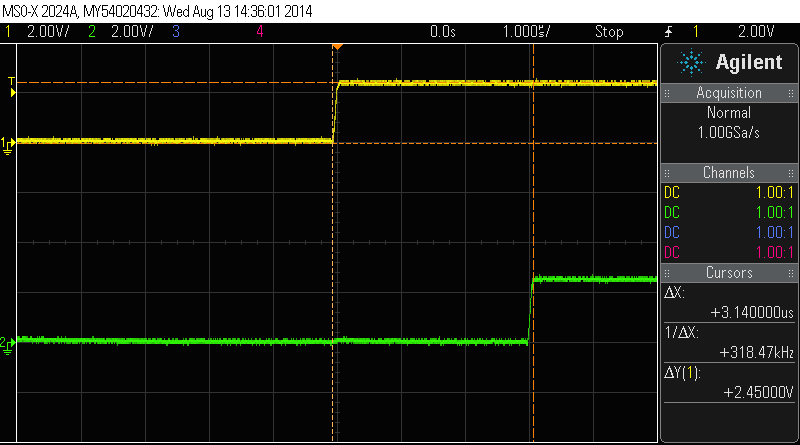 MSO-X 2024A, MY54020432: Wed Aug 13 14:36:01 2014
1 2.00V/ 2 2.00V/ 3 4 0.0s 1.000µs/ Stop 1 2.00V
T
1
2
Agilent
Acquisition
Normal
1.00GSa/s
Channels
DC 1.00:1
DC 1.00:1
DC 1.00:1
DC 1.00:1
Cursors
ΔX:
+3.140000us
1/ΔX:
+318.47kHz
ΔY(1):
+2.45000V